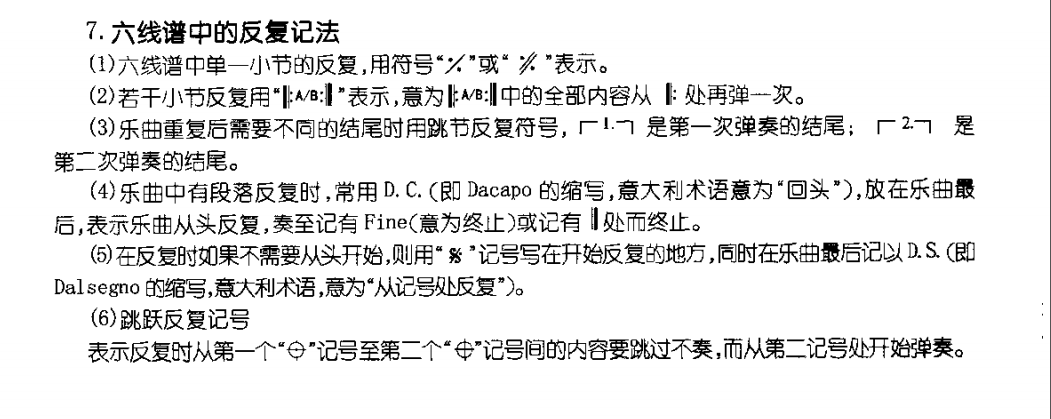 7. 六线谱中的反复记法
(1)六线谱中单一小节的反复,用符号“٪”或“ ٪ ”表示。
(2)若干小节反复用“‖:A/B:‖”表示,意为‖:A/B:‖中的全部内容从 ‖: 处再弹一次。
(3)乐曲重复后需要不同的结尾时用跳节反复符号, ┌ 1.┐ 是第一次弹奏的结尾; ┌ 2.┐ 是
第二次弹奏的结尾。
(4)乐曲中有段落反复时,常用 D. C. (即 Dacapo 的缩写,意大利术语意为“回头”),放在乐曲最
后,表示乐曲从头反复,奏至记有 Fine(意为终止)或记有 ‖ 处而终止。
(5)在反复时如果不需要从头开始,则用“ 𝄋 ”记号写在开始反复的地方,同时在乐曲最后记以 D. S. (即
Dalsegno 的缩写,意大利术语,意为“从记号处反复”)。
(6)跳跃反复记号
表示反复时从第一个“𝄌”记号至第二个“𝄌”记号间的内容要跳过不奏,而从第二记号处开始弹奏。